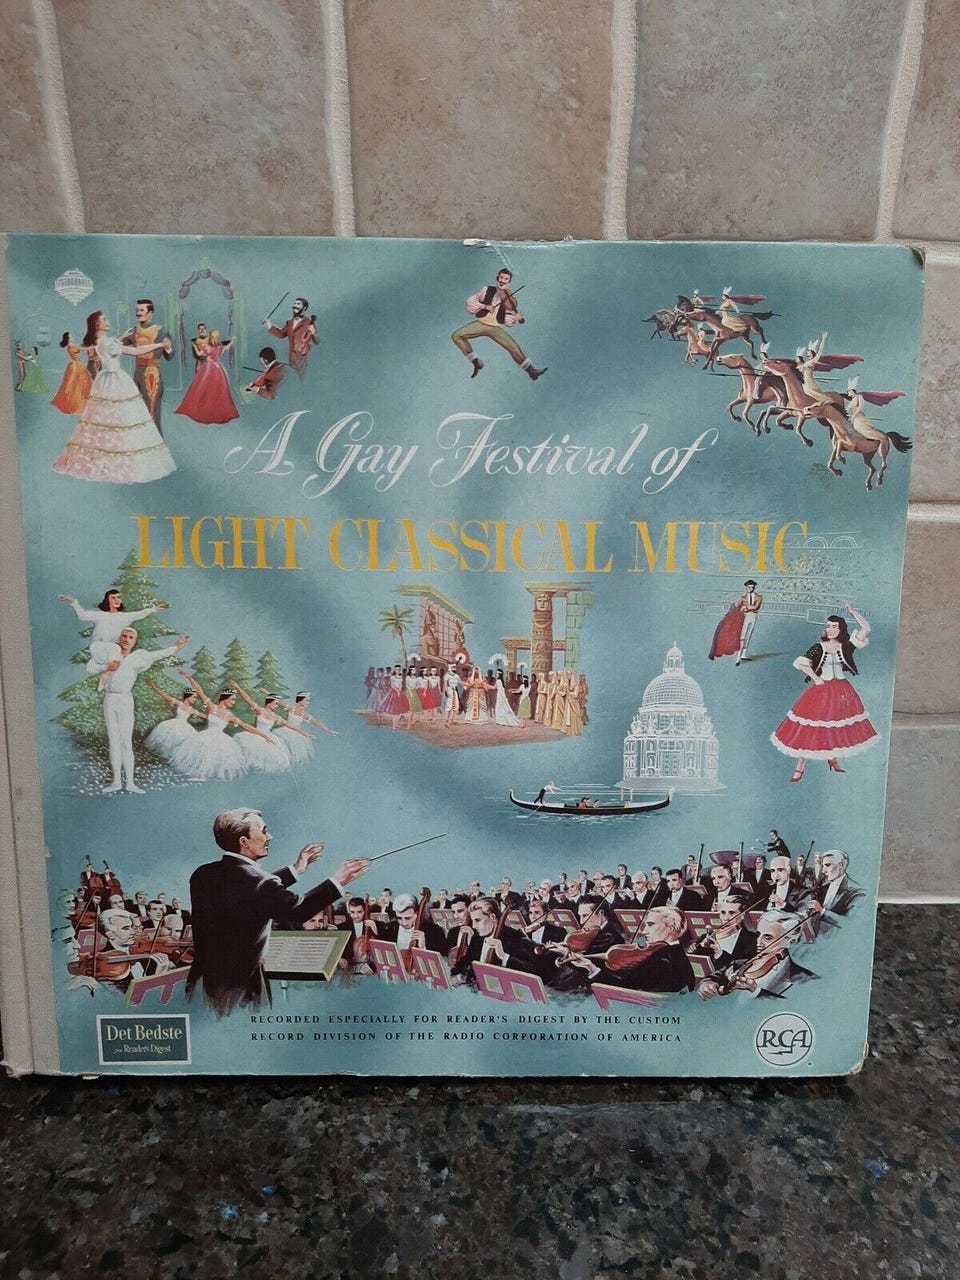 A Gay Festival of
LIGHT CLASSICAL MUSIC
RECORDED ESPECIALLY FOR READER'S DIGEST BY THE CUSTOM
RECORD DIVISION OF THE RADIO CORPORATION OF AMERICA
Det Bedste
fra Reader's Digest
RCA